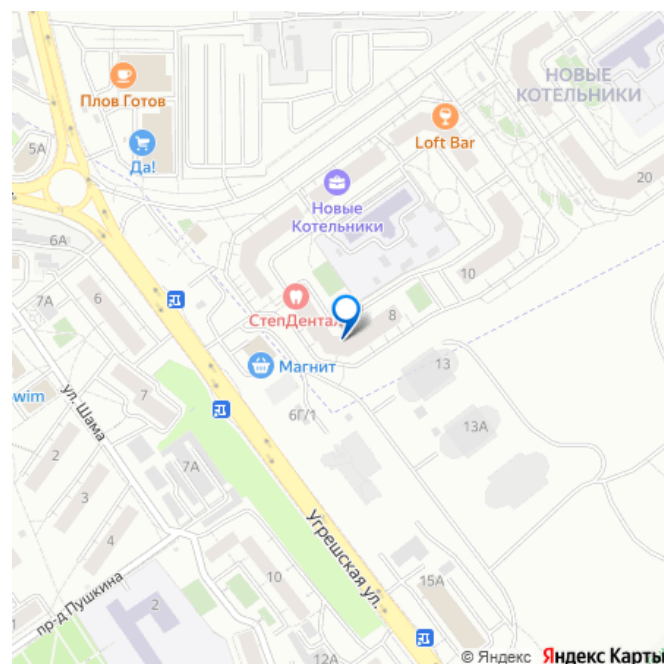 Плов Готов
НОВЫЕ
КОТЕЛЬНИКИ
Loft Bar
Да!
5А
20
Новые
Котельники
6А
10
7А
6
СтепДентал
8
Магнит
13
wim
7
ул. Шама
6Г/1
13А
2
7А
3
4
Угрешская ул.
10
15А
пр-д Пушкина
2
12А
© Яндекс Яндекс Карты